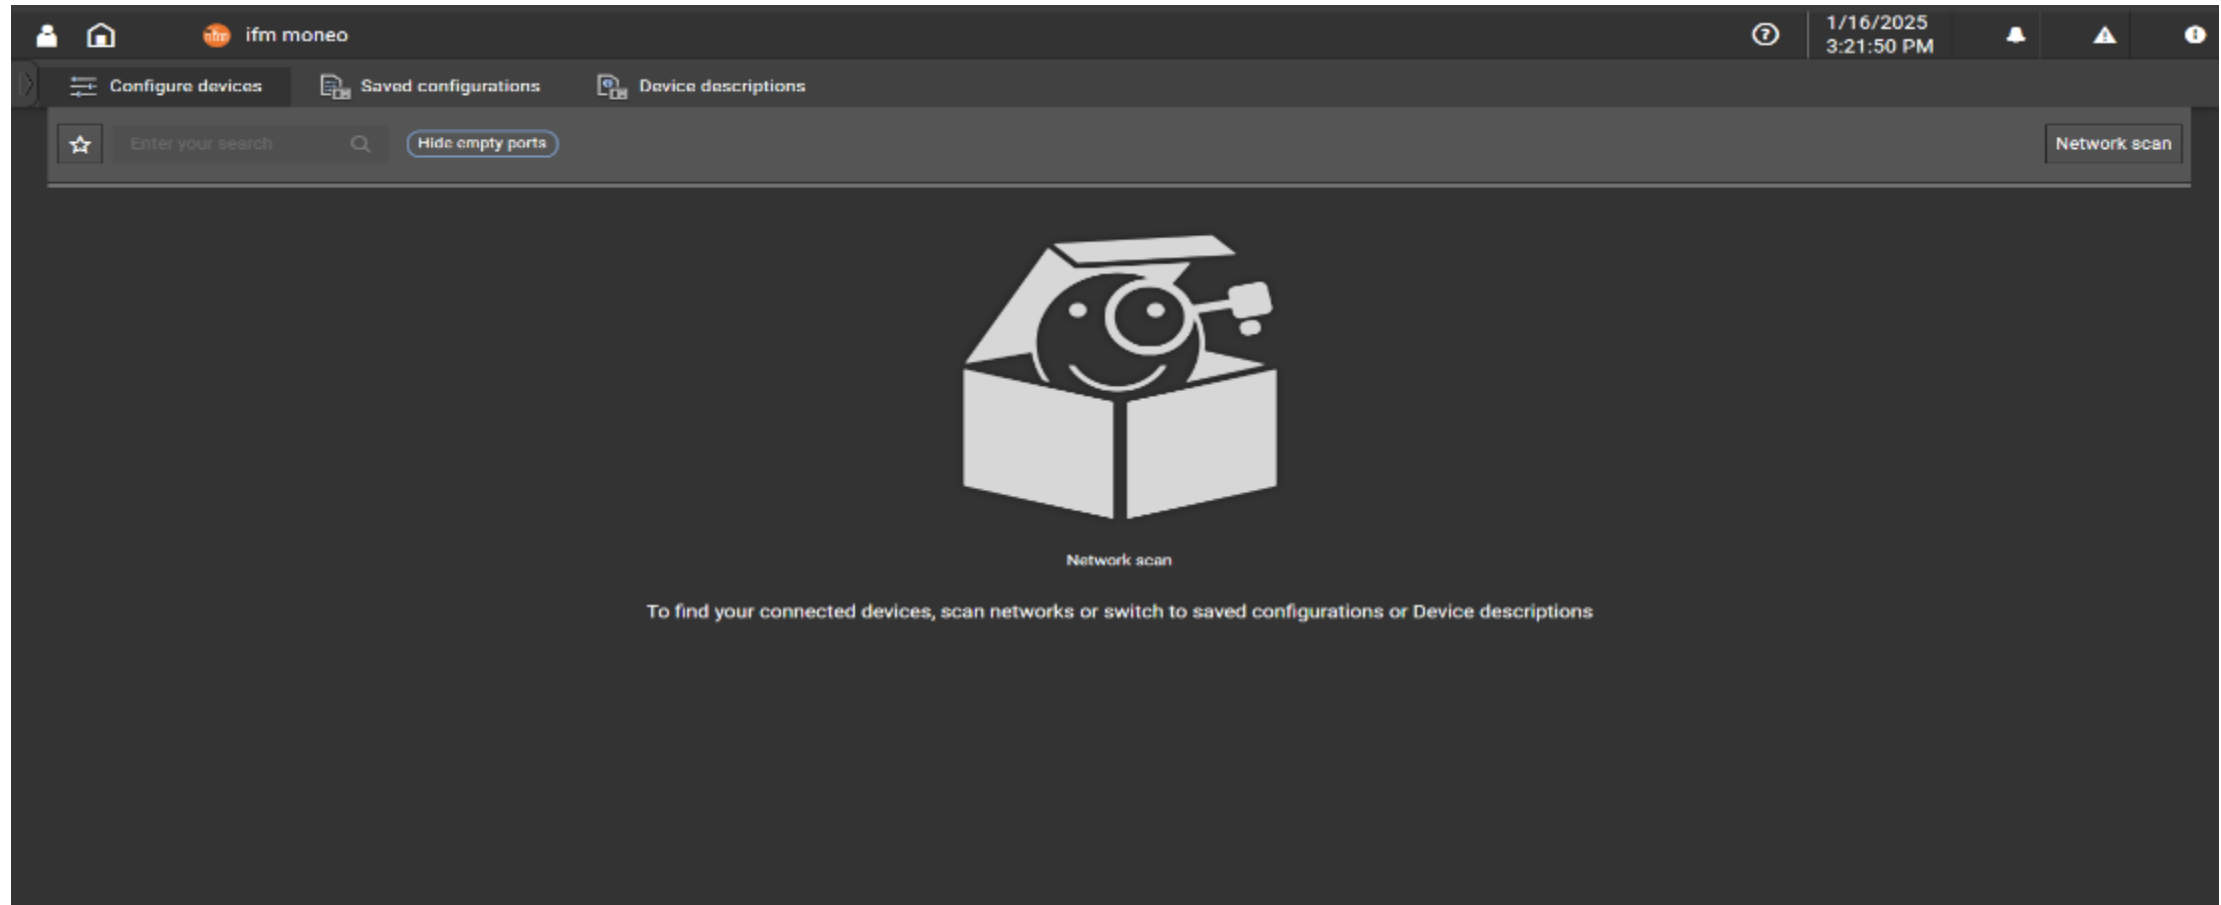 ifm ifm moneo
1/16/2025
3:21:50 PM
Configure devices Saved configurations Device descriptions
Enter your search Hide empty ports Network scan
Network scan
To find your connected devices, scan networks or switch to saved configurations or Device descriptions